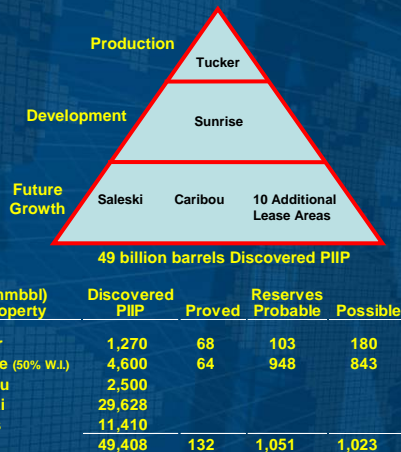 Production
Tucker
Development
Sunrise
Future
Growth
Saleski Caribou 10 Additional
Lease Areas
49 billion barrels Discovered PIIP
mbbl) Discovered Reserves
operty PIIP Proved Probable Possible
r 1,270 68 103 180
e (50% W.I.) 4,600 64 948 843
u 2,500
i 29,628
11,410
49,408 132 1,051 1,023